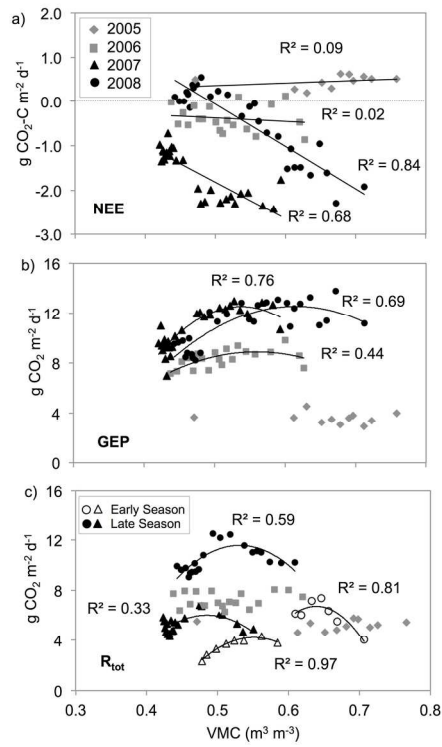 a)
2.0
1.0
0.0
-1.0
-2.0
-3.0
g CO₂-C m⁻² d⁻¹
2005
2006
2007
2008
R² = 0.09
R² = 0.02
R² = 0.84
R² = 0.68
NEE
b)
16
12
8
4
0
g CO₂ m⁻² d⁻¹
R² = 0.76
R² = 0.69
R² = 0.44
GEP
c)
16
12
8
4
0
g CO₂ m⁻² d⁻¹
Early Season
Late Season
R² = 0.59
R² = 0.81
R² = 0.33
R² = 0.97
Rtot
0.3 0.4 0.5 0.6 0.7 0.8
VMC (m³ m⁻³)